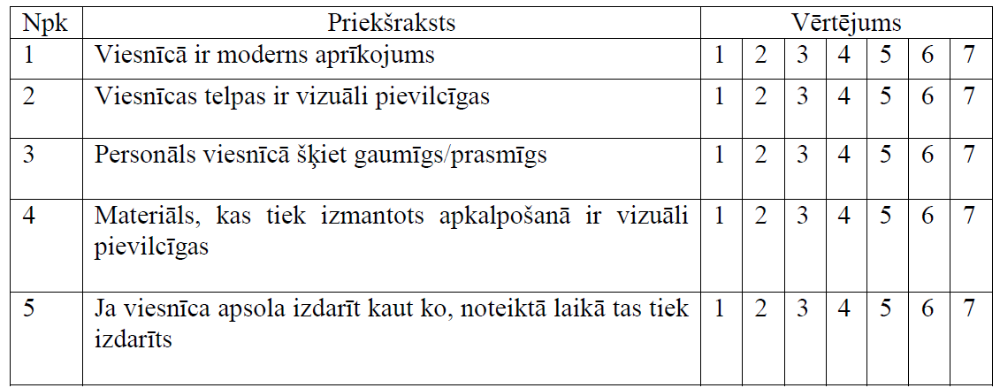 Npk Priekšraksts Vērtējums
1 Viesnīcā ir moderns aprīkojums 1 2 3 4 5 6 7
2 Viesnīcas telpas ir vizuāli pievilcīgas 1 2 3 4 5 6 7
3 Personāls viesnīcā šķiet gaumīgs/prasmīgs 1 2 3 4 5 6 7
4 Materiāls, kas tiek izmantots apkalpošanā ir vizuāli 1 2 3 4 5 6 7
pievilcīgas
5 Ja viesnīca apsola izdarīt kaut ko, noteiktā laikā tas tiek 1 2 3 4 5 6 7
izdarīts